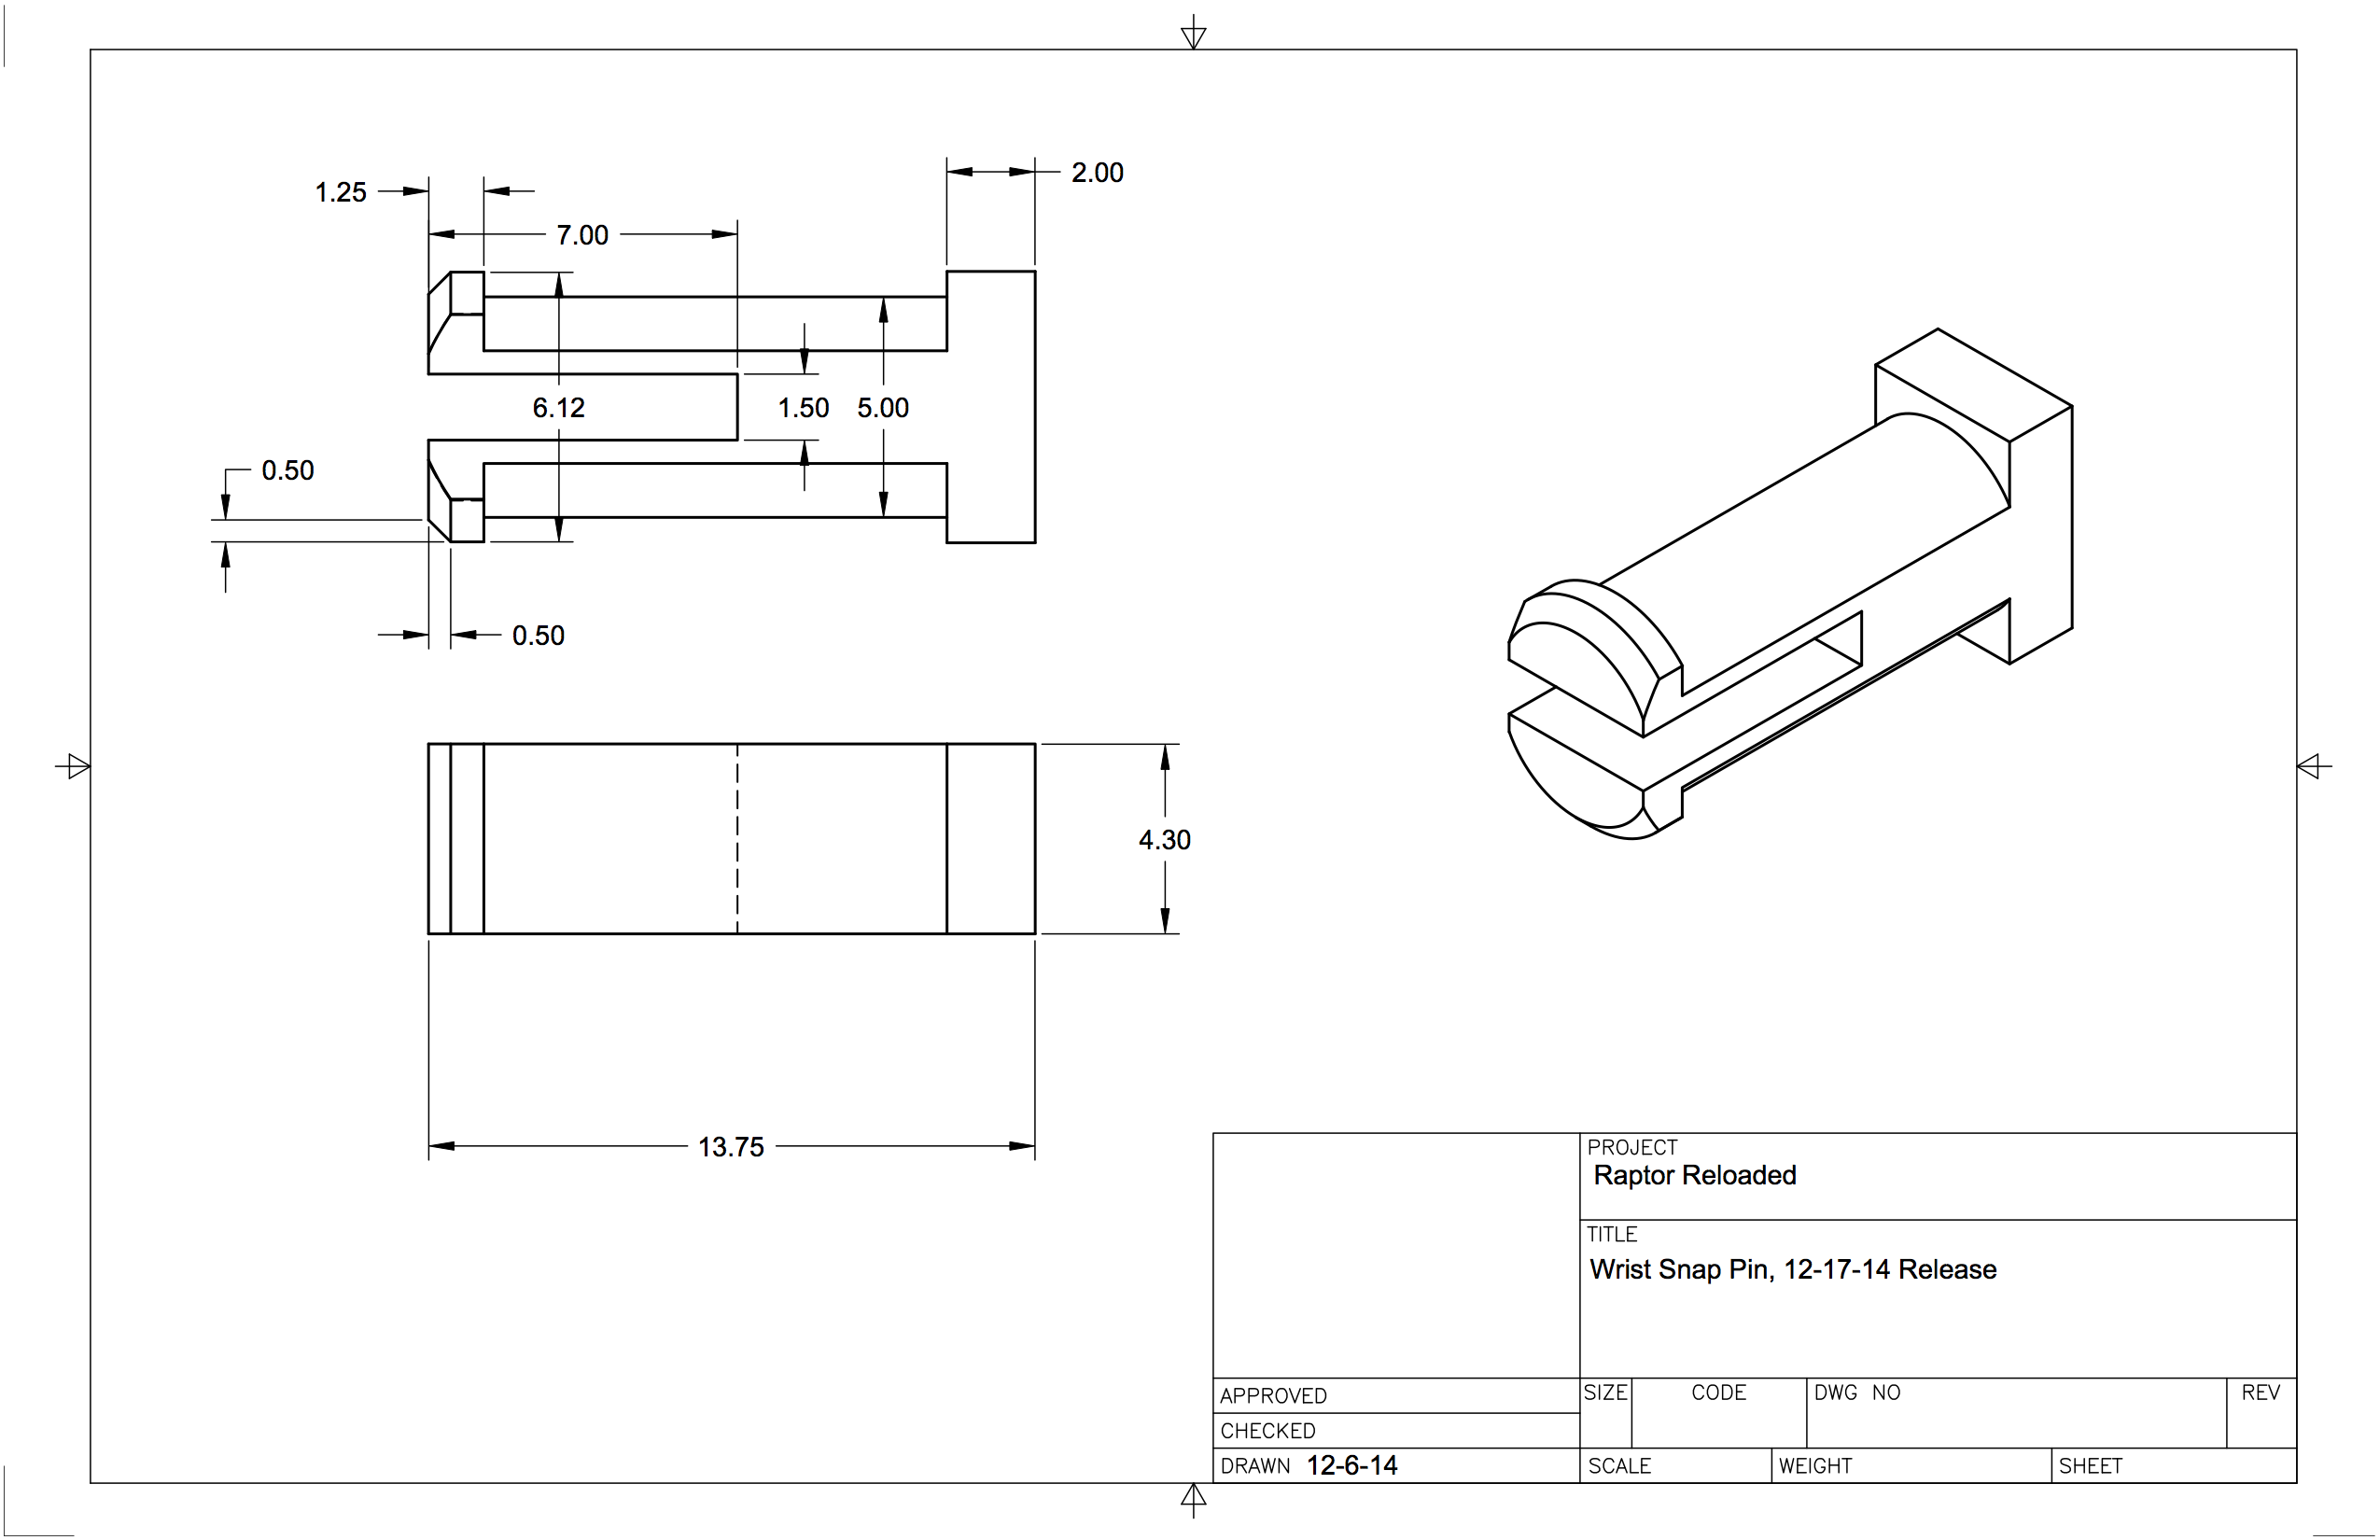 2.00
1.25
7.00
6.12
1.50
5.00
0.50
0.50
4.30
13.75
PROJECT
Raptor Reloaded
TITLE
Wrist Snap Pin, 12-17-14 Release
APPROVED
SIZE
CODE
DWG NO
REV
CHECKED
DRAWN 12-6-14
SCALE
WEIGHT
SHEET